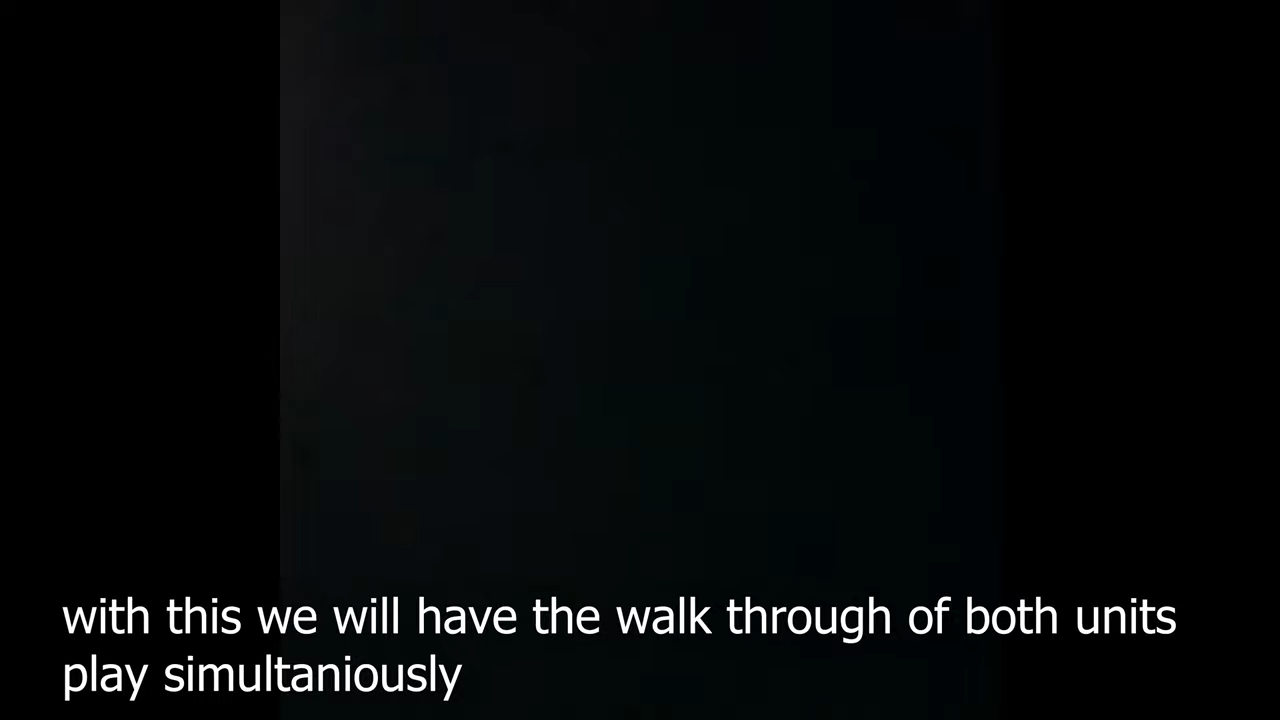 with this we will have the walk through of both units
play simultaniously